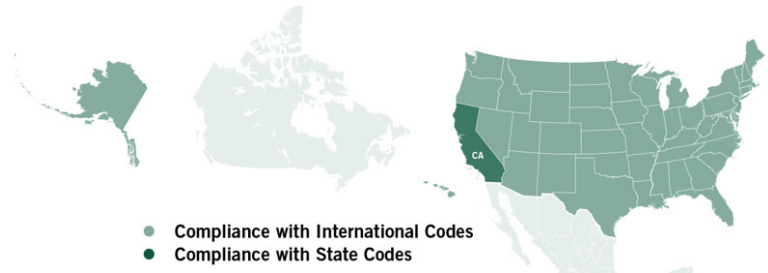 CA
Compliance with International Codes
Compliance with State Codes